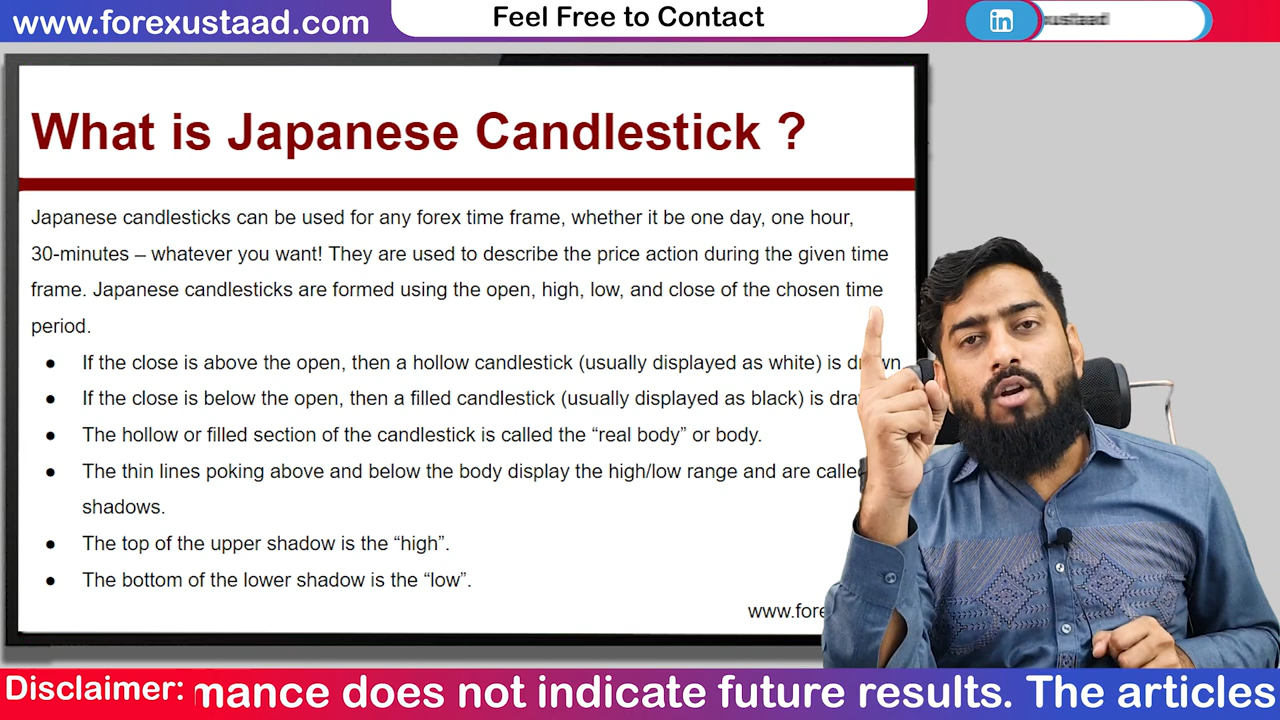 www.forexustaad.com
Feel Free to Contact
in
What is Japanese Candlestick ?
Japanese candlesticks can be used for any forex time frame, whether it be one day, one hour,
30-minutes – whatever you want! They are used to describe the price action during the given time
frame. Japanese candlesticks are formed using the open, high, low, and close of the chosen time
period.
● If the close is above the open, then a hollow candlestick (usually displayed as white) is
● If the close is below the open, then a filled candlestick (usually displayed as black) is
● The hollow or filled section of the candlestick is called the “real body” or body.
● The thin lines poking above and below the body display the high/low range and are called
shadows.
● The top of the upper shadow is the “high”.
● The bottom of the lower shadow is the “low”.
www.fore
Disclaimer: mance does not indicate future results. The articles